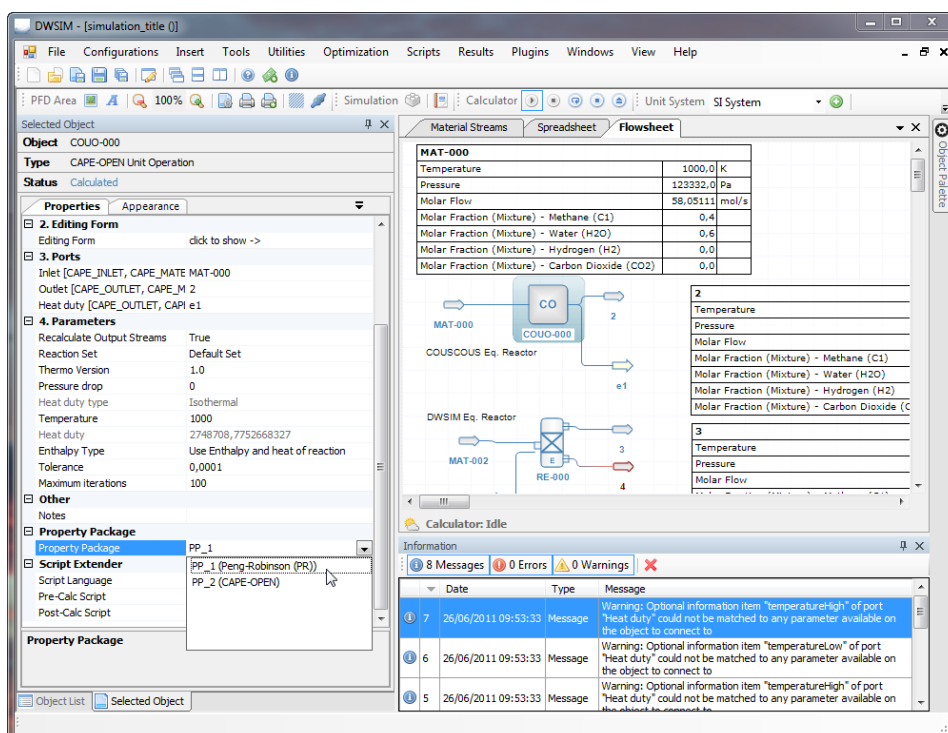 DWSIM - [simulation_title ()]
File Configurations Insert Tools Utilities Optimization Scripts Results Plugins Windows View Help
PFD Area A 100% Simulation Calculator Unit System SI System
Selected Object
Object COUO-000
Type CAPE-OPEN Unit Operation
Status Calculated
Properties Appearance
2. Editing Form
Editing Form click to show ->
3. Ports
Inlet [CAPE_INLET, CAPE_MATE MAT-000
Outlet [CAPE_OUTLET, CAPE_M 2
Heat duty [CAPE_OUTLET, CAPI e1
4. Parameters
Recalculate Output Streams True
Reaction Set Default Set
Thermo Version 1.0
Pressure drop 0
Heat duty type Isothermal
Temperature 1000
Heat duty 2748708,7752668327
Enthalpy Type Use Enthalpy and heat of reaction
Tolerance 0,0001
Maximum iterations 100
Other
Notes
Property Package
Property Package PP_1
Script Extender PP_1 (Peng-Robinson (PR))
Script Language PP_2 (CAPE-OPEN)
Pre-Calc Script
Post-Calc Script
Property Package
Object List Selected Object
Material Streams Spreadsheet Flowsheet
MAT-000
Temperature 1000,0 K
Pressure 123332,0 Pa
Molar Flow 58,05111 mol/s
Molar Fraction (Mixture) - Methane (C1) 0,4
Molar Fraction (Mixture) - Water (H2O) 0,6
Molar Fraction (Mixture) - Hydrogen (H2) 0,0
Molar Fraction (Mixture) - Carbon Dioxide (CO2) 0,0
CO
MAT-000
COUO-000
2
COUSCOUS Eq. Reactor
e1
DWSIM Eq. Reactor
MAT-002
E
RE-000
3
4
2
Temperature
Pressure
Molar Flow
Molar Fraction (Mixture) - Methane (C1)
Molar Fraction (Mixture) - Water (H2O)
Molar Fraction (Mixture) - Hydrogen (H2)
Molar Fraction (Mixture) - Carbon Dioxide (C
3
Temperature
Pressure
Molar Flow
Calculator: Idle
Information
8 Messages 0 Errors 0 Warnings
Date Type Message
7 26/06/2011 09:53:33 Message Warning: Optional information item "temperatureHigh" of port
"Heat duty" could not be matched to any parameter available on
the object to connect to
6 26/06/2011 09:53:33 Message Warning: Optional information item "temperatureLow" of port
"Heat duty" could not be matched to any parameter available on
the object to connect to
5 26/06/2011 09:53:33 Message Warning: Optional information item "temperatureHigh" of port
"Heat duty" could not be matched to any parameter available on
the object to connect to
Object Palette